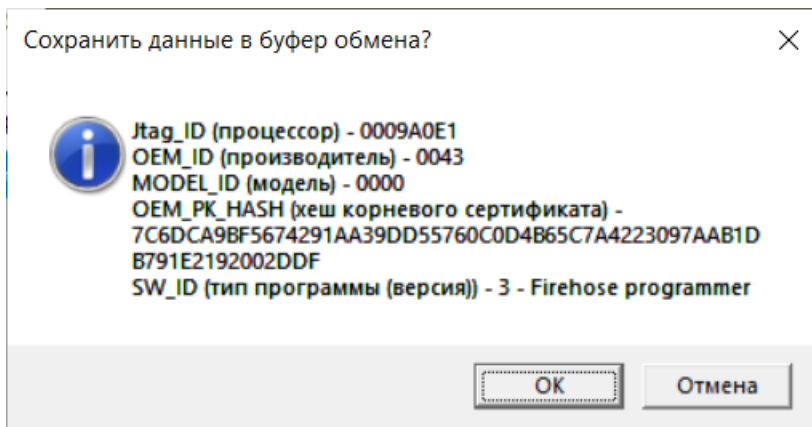 Сохранить данные в буфер обмена?
Jtag_ID (процессор) - 0009A0E1
OEM_ID (производитель) - 0043
MODEL_ID (модель) - 0000
OEM_PK_HASH (хеш корневого сертификата) -
7C6DCA9BF5674291AA39DD55760C0D4B65C7A4223097AAB1D
B791E2192002DDF
SW_ID (тип программы (версия)) - 3 - Firehose programmer
OK
Отмена